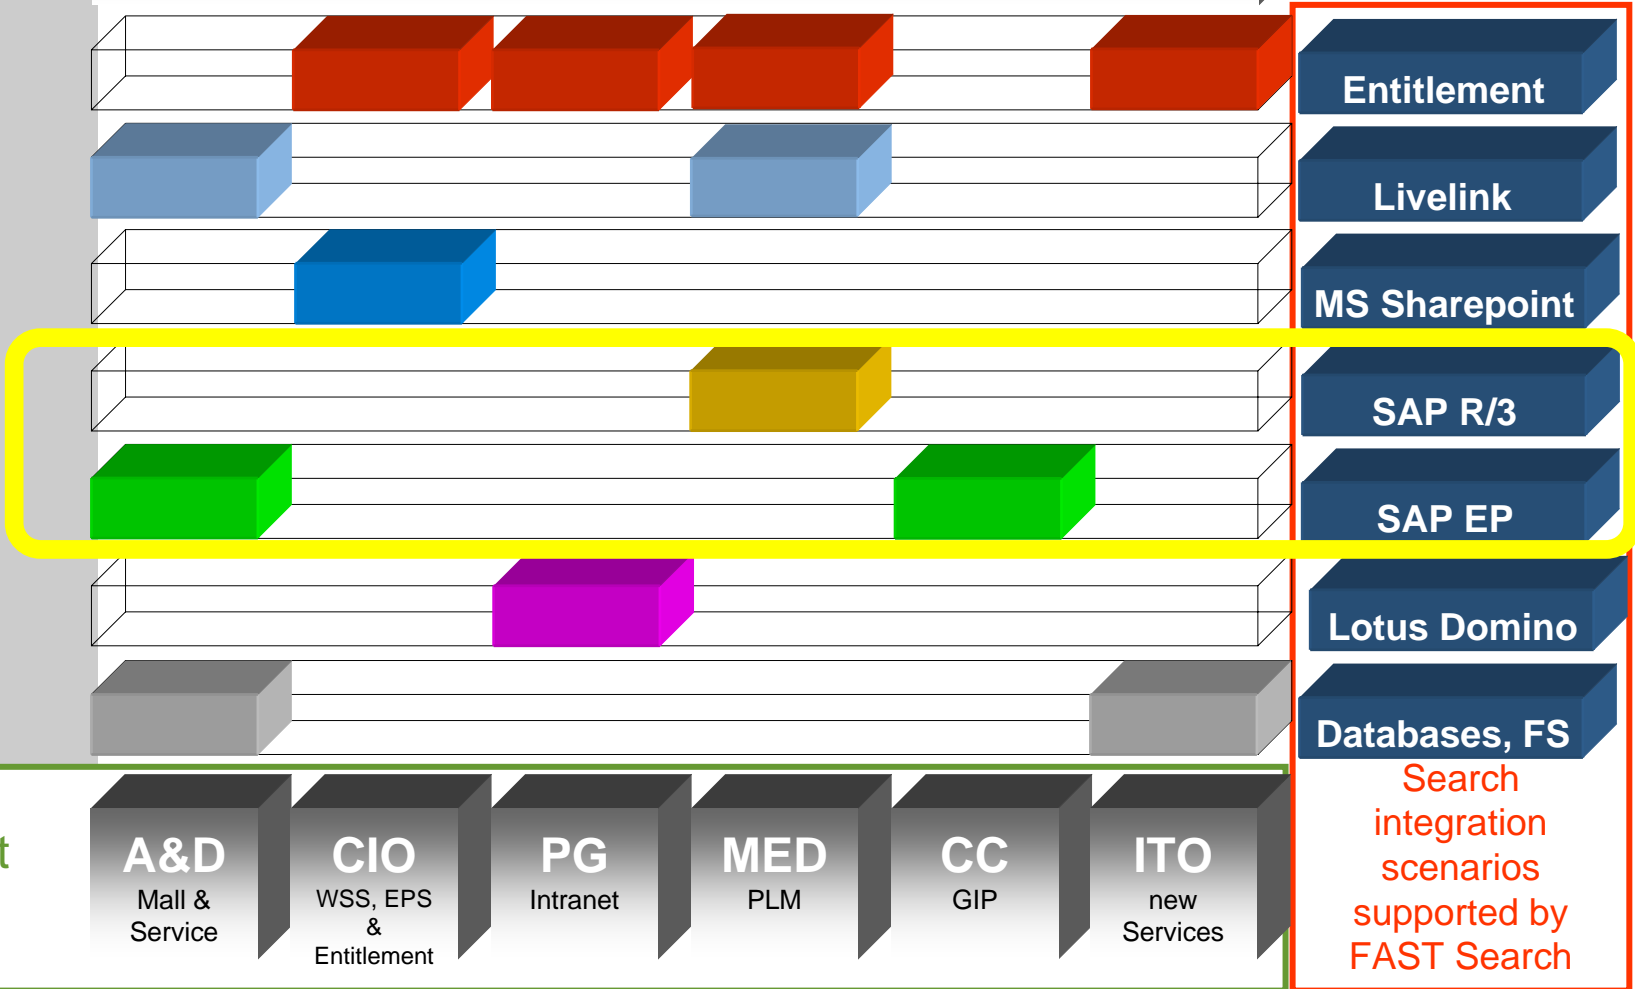 Entitlement
Livelink
MS Sharepoint
SAP R/3
SAP EP
Lotus Domino
Databases, FS
Search
integration
scenarios
supported by
FAST Search
t
A&D
Mall &
Service
CIO
WSS, EPS
&
Entitlement
PG
Intranet
MED
PLM
CC
GIP
ITO
new
Services